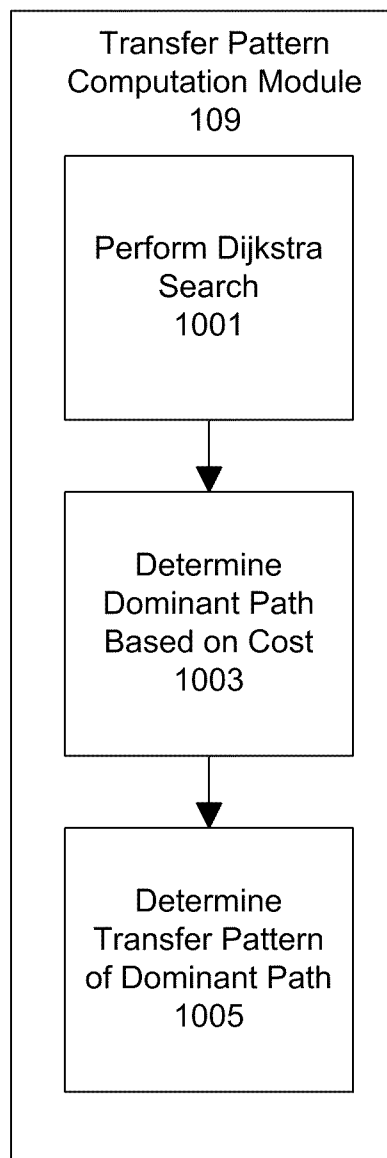 Transfer Pattern
Computation Module
109
Perform Dijkstra
Search
1001
Determine
Dominant Path
Based on Cost
1003
Determine
Transfer Pattern
of Dominant Path
1005